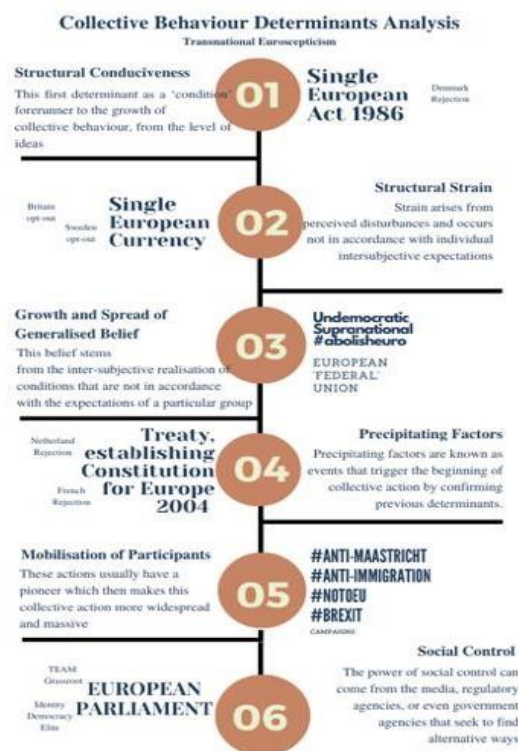 Collective Behaviour Determinants Analysis
Transnational Euroscepticism
Structural Conduciveness
This first determinant as a 'condition'
forerunner to the growth of
collective behaviour, from the level of
ideas
01
Single
European
Act 1986
Denmark
Rejection
Britain
opt-out
Sweden
opt-out
Single
European
Currency
02
Structural Strain
Strain arises from
perceived disturbances and occurs
not in accordance with individual
intersubjective expectations
Growth and Spread of
Generalised Belief
This belief stems
from the inter-subjective realisation of
conditions that are not in accordance
with the expectations of a particular group
03
Undemocratic
Supranational
#abolisheuro
EUROPEAN
'FEDERAL'
UNION
Netherland
Rejection
French
Rejection
Treaty,
establishing
Constitution
for Europe
2004
04
Precipitating Factors
Precipitating factors are known as
events that trigger the beginning of
collective action by confirming
previous determinants.
Mobilisation of Participants
These actions usually have a
pioneer which then makes this
collective action more widespread
and massive
05
#ANTI-MAASTRICHT
#ANTI-IMMIGRATION
#NOTOEU
#BREXIT
CAMPAIGNS
TEAM
Grassroot
Identity
Democracy
Elite
EUROPEAN
PARLIAMENT
06
Social Control
The power of social control can
come from the media, regulatory
agencies, or even government
agencies that seek to find
alternative ways